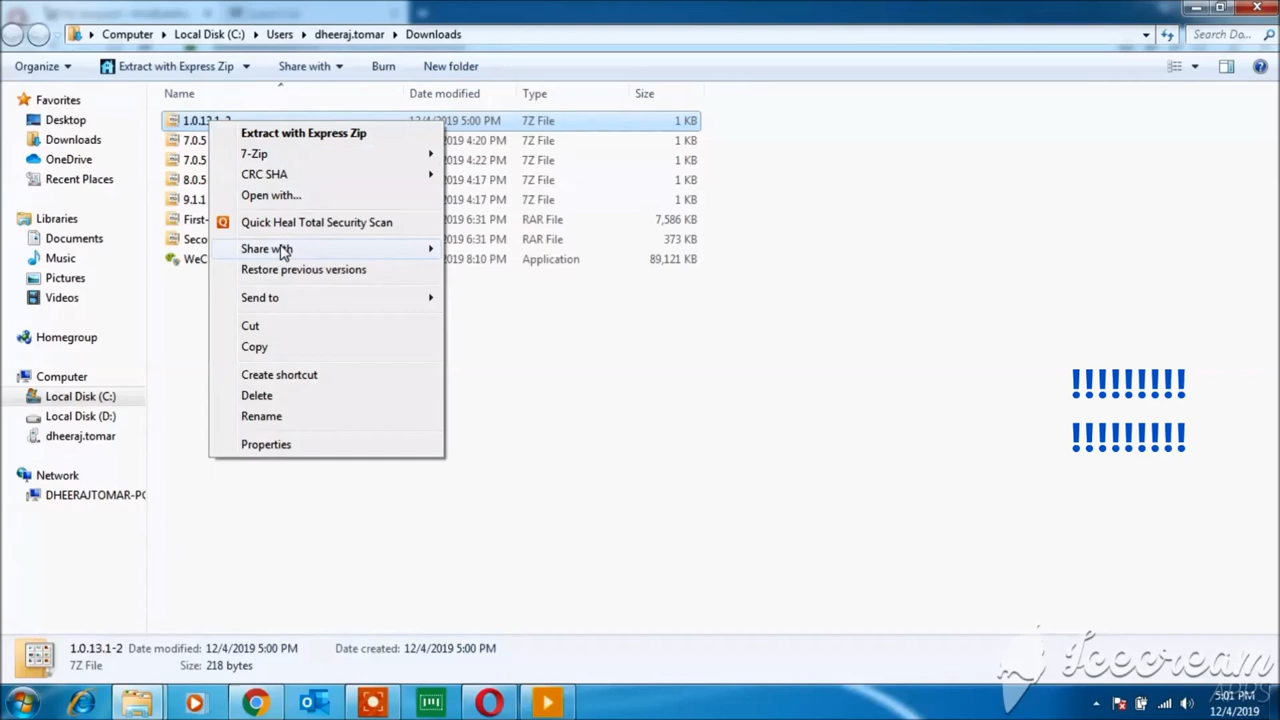 Computer Local Disk (C:) Users dheeraj.tomar Downloads
Search Do...
Organize Extract with Express Zip Share with Burn New folder
Name Date modified Type Size
Favorites
Desktop
Downloads
OneDrive
Recent Places
Libraries
Documents
Music
Pictures
Videos
Homegroup
Computer
Local Disk (C:)
Local Disk (D:)
dheeraj.tomar
Network
DHEERAJTOMAR-PC
1.0.13.1-2 12/4/2019 5:00 PM 7Z File 1 KB
7.0.5 2019 4:20 PM 7Z File 1 KB
7.0.5 2019 4:22 PM 7Z File 1 KB
8.0.5 2019 4:17 PM 7Z File 1 KB
9.1.1 2019 4:17 PM 7Z File 1 KB
First- 2019 6:31 PM RAR File 7,586 KB
Seco 2019 6:31 PM RAR File 373 KB
WeC 2019 8:10 PM Application 89,121 KB
Extract with Express Zip
7-Zip
CRC SHA
Open with...
Quick Heal Total Security Scan
Share with
Restore previous versions
Send to
Cut
Copy
Create shortcut
Delete
Rename
Properties
!!!!!!!!!
!!!!!!!!!
1.0.13.1-2 Date modified: 12/4/2019 5:00 PM Date created: 12/4/2019 5:00 PM
7Z File Size: 218 bytes
Icecream
APPS
5:01 PM
12/4/2019